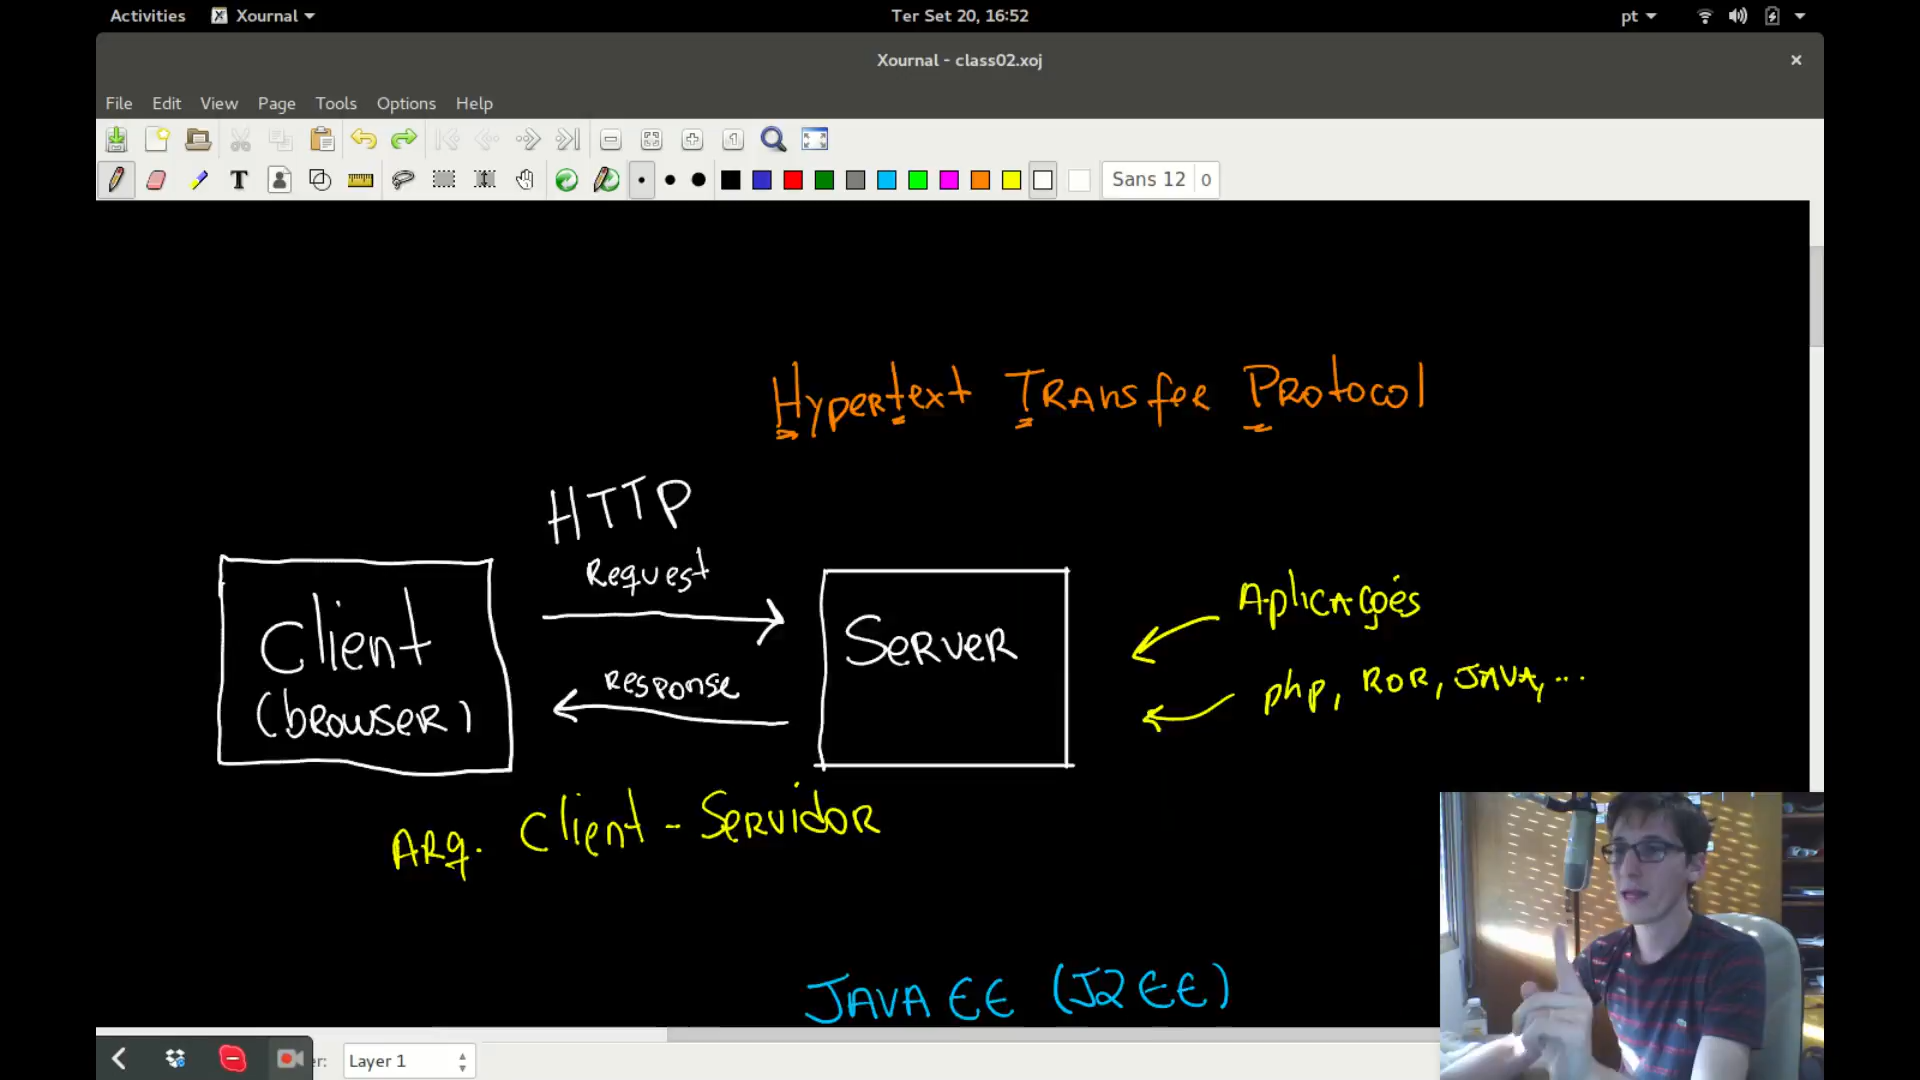 Activities Xournal Ter Set 20, 16:52 pt
Xournal - class02.xoj
File Edit View Page Tools Options Help
T Sans 12 0
Hypertext Transfer Protocol
HTTP
Request
Client
(browser)
Server
Response
Aplicações
php, ROR, JAVA, ...
ARq. Client - Servidor
JAVA EE (J2EE)
er: Layer 1